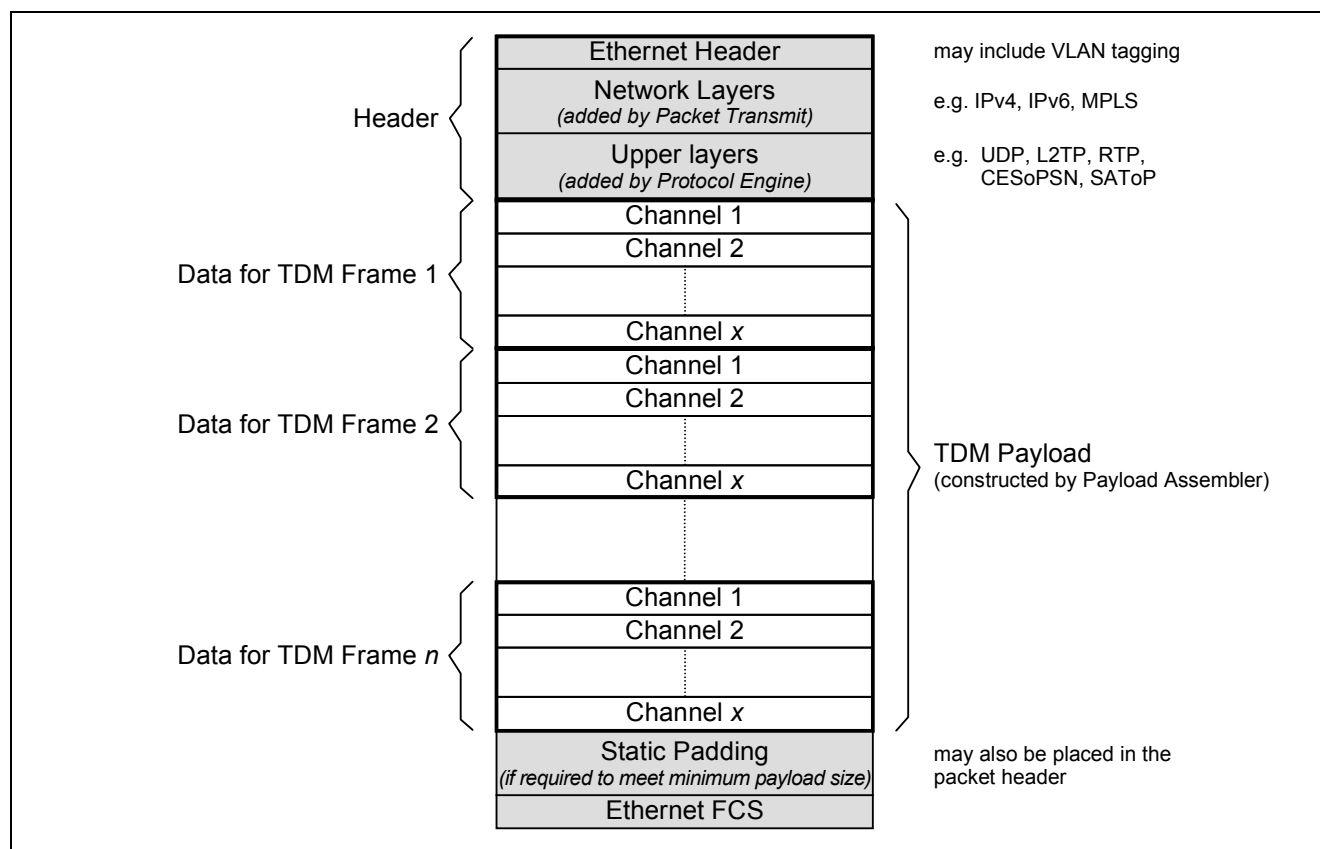 Ethernet Header
may include VLAN tagging
Header
Network Layers
(added by Packet Transmit)
e.g. IPv4, IPv6, MPLS
Upper layers
(added by Protocol Engine)
e.g. UDP, L2TP, RTP,
CESoPSN, SAToP
Data for TDM Frame 1
Channel 1
Channel 2
Channel x
Data for TDM Frame 2
Channel 1
Channel 2
Channel x
TDM Payload
(constructed by Payload Assembler)
Data for TDM Frame n
Channel 1
Channel 2
Channel x
Static Padding
(if required to meet minimum payload size)
may also be placed in the
packet header
Ethernet FCS